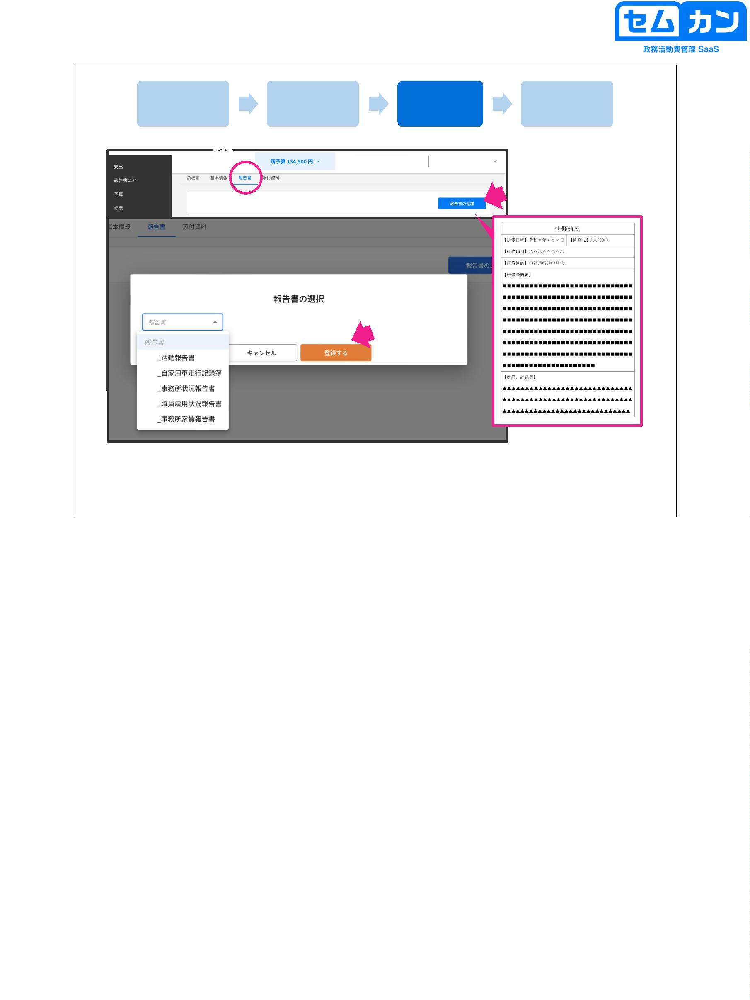 セムカン
政務活動費管理 SaaS
残予算 134,500 円
支出
報告書ほか
予算
帳票
領収書 基本情報 報告書 添付資料
報告書の追加
基本情報 報告書 添付資料
報告書の追
報告書の選択
報告書
報告書
_活動報告書
_自家用車走行記録簿
_事務所状況報告書
_職員雇用状況報告書
_事務所家賃報告書
キャンセル 登録する
研修概要
【研修日程】令和×年×月×日 【研修先】○○○○
【研修項目】△△△△△△△△
【研修目的】◎◎◎◎◎◎◎◎
【研修の概要】
■■■■■■■■■■■■■■■■■■■■■■■■■■■■■
■■■■■■■■■■■■■■■■■■■■■■■■■■■■■
■■■■■■■■■■■■■■■■■■■■■■■■■■■■■
■■■■■■■■■■■■■■■■■■■■■■■■■■■■■
■■■■■■■■■■■■■■■■■■■■■■■■■■■■■
■■■■■■■■■■■■■■■■■■■■■■■■■■■■■
■■■■■■■■■■■■■■■■■■■■■■■■■■■■■
■■■■■■■■■■■■■■■■■■■■■
【所感、課題等】
▲▲▲▲▲▲▲▲▲▲▲▲▲▲▲▲▲▲▲▲▲▲▲▲▲▲▲▲▲
▲▲▲▲▲▲▲▲▲▲▲▲▲▲▲▲▲▲▲▲▲▲▲▲▲▲▲▲▲
▲▲▲▲▲▲▲▲▲▲▲▲▲▲▲▲▲▲▲▲▲▲▲▲▲▲▲▲▲